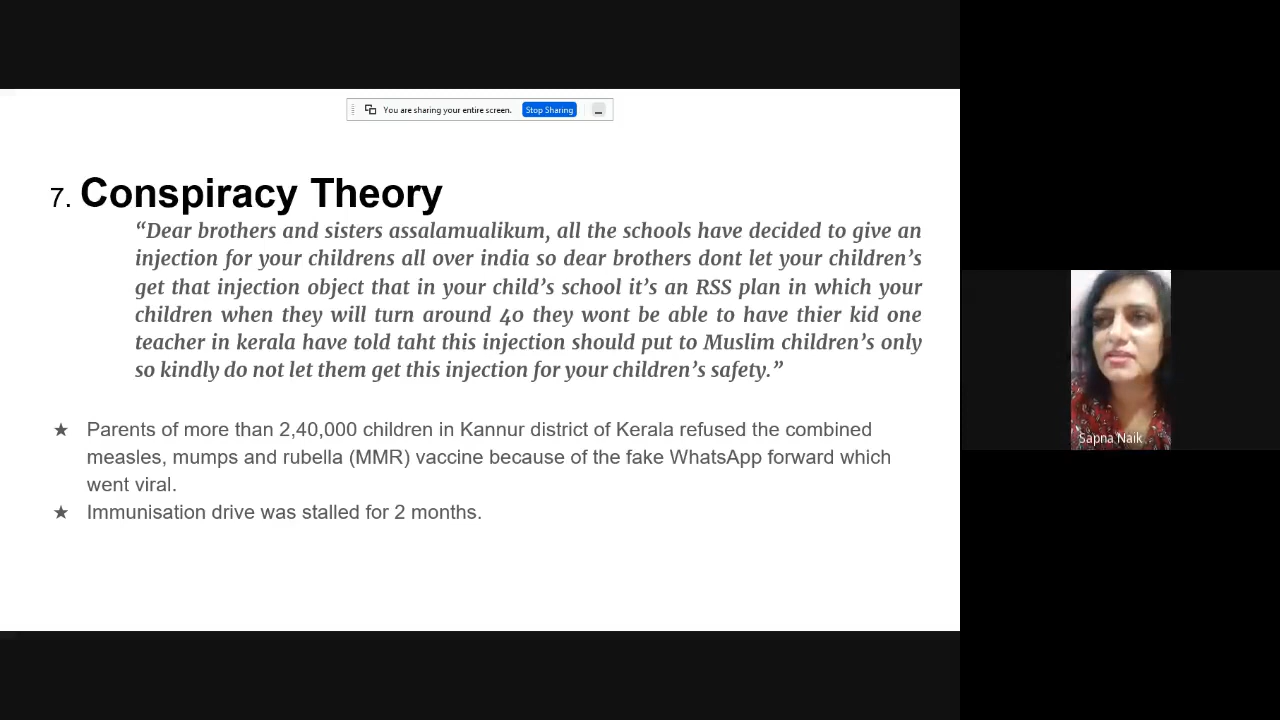 You are sharing your entire screen. Stop Sharing
7. Conspiracy Theory
“Dear brothers and sisters assalamualikum, all the schools have decided to give an
injection for your childrens all over india so dear brothers dont let your children’s
get that injection object that in your child’s school it’s an RSS plan in which your
children when they will turn around 40 they wont be able to have thier kid one
teacher in kerala have told taht this injection should put to Muslim children’s only
so kindly do not let them get this injection for your children’s safety.”
★ Parents of more than 2,40,000 children in Kannur district of Kerala refused the combined
measles, mumps and rubella (MMR) vaccine because of the fake WhatsApp forward which
went viral.
★ Immunisation drive was stalled for 2 months.
Sapna Naik